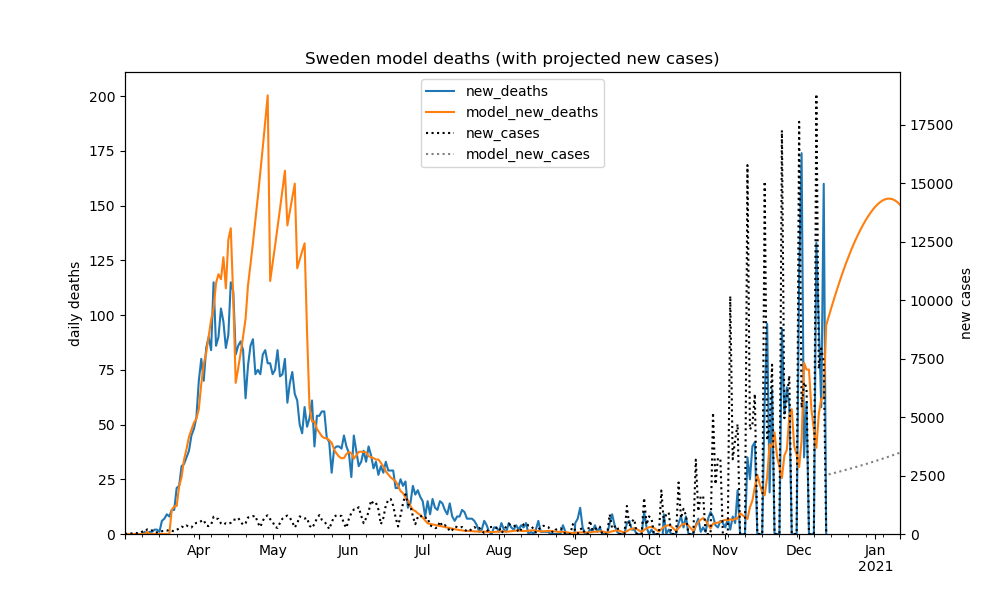 Sweden model deaths (with projected new cases)
new_deaths
model_new_deaths
new_cases
model_new_cases
daily deaths
new cases
200
175
150
125
100
75
50
25
0
17500
15000
12500
10000
7500
5000
2500
0
Apr
May
Jun
Jul
Aug
Sep
Oct
Nov
Dec
Jan
2021